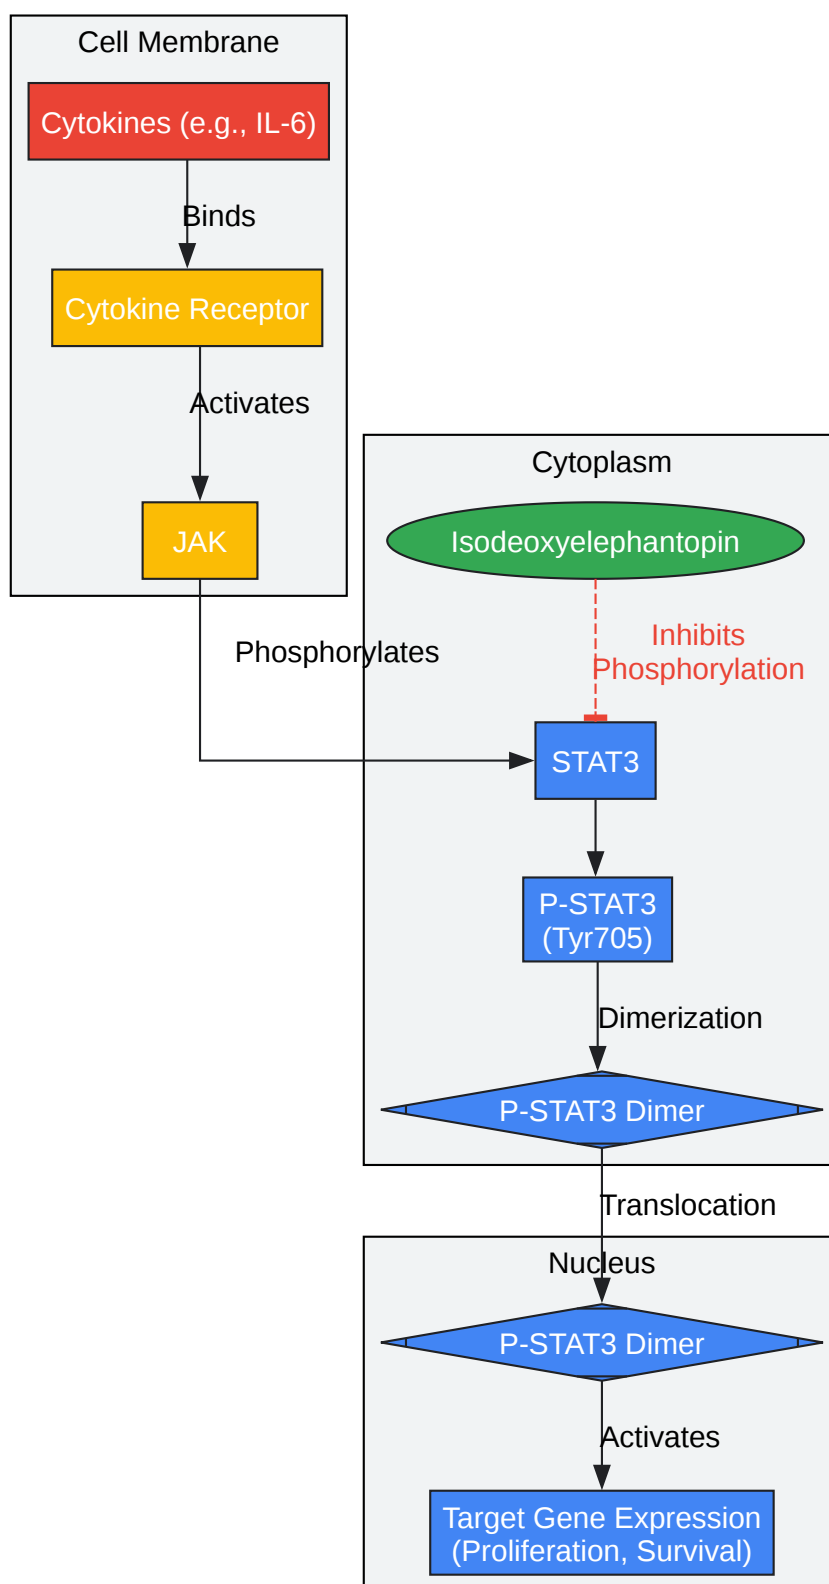 Cell Membrane
Cytokines (e.g., IL-6)
Binds
Cytokine Receptor
Activates
JAK
Phosphorylates
Cytoplasm
Isodeoxyelephantopin
Inhibits
Phosphorylation
STAT3
P-STAT3
(Tyr705)
Dimerization
P-STAT3 Dimer
Translocation
Nucleus
P-STAT3 Dimer
Activates
Target Gene Expression
(Proliferation, Survival)